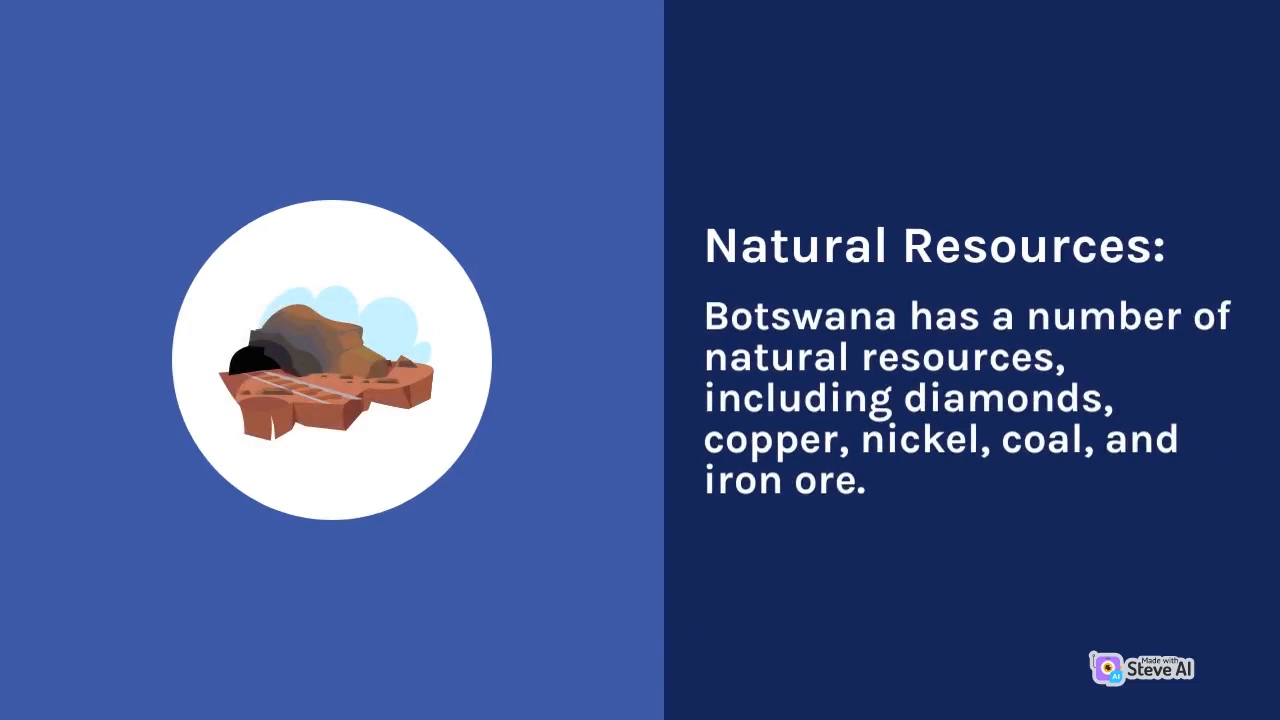 Natural Resources:
Botswana has a number of
natural resources,
including diamonds,
copper, nickel, coal, and
iron ore.
Made with
Steve AI
AI